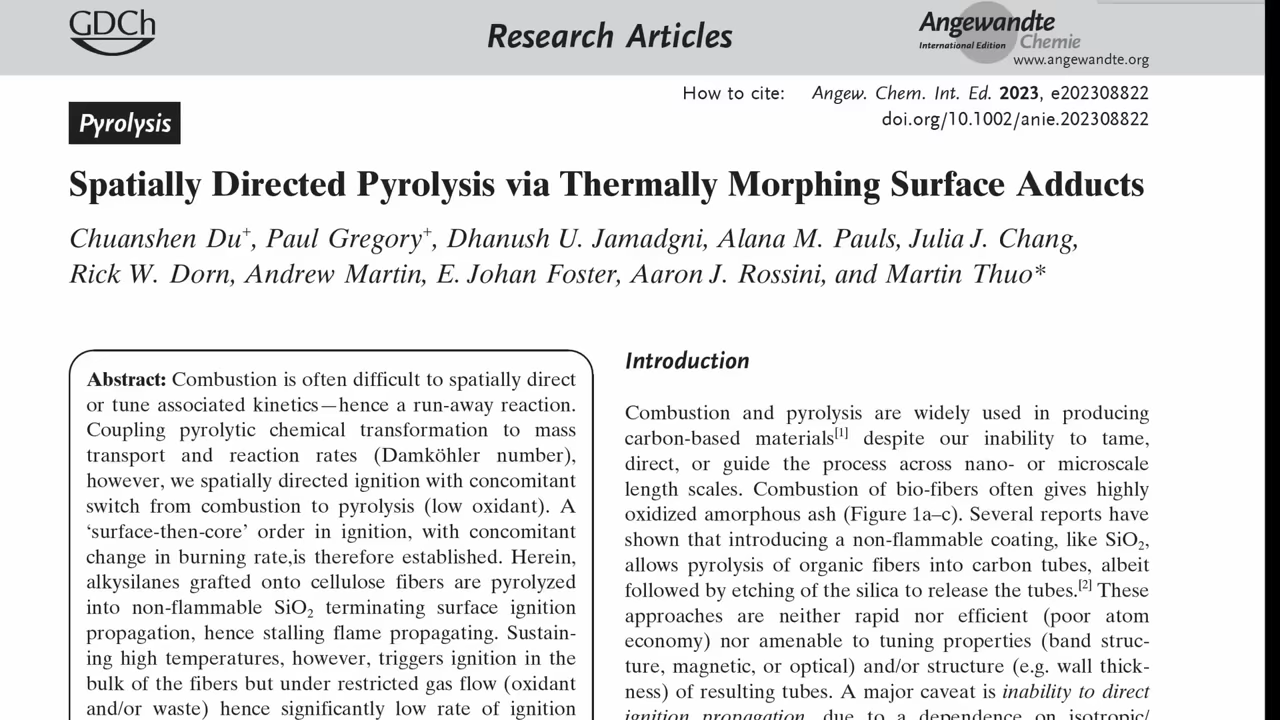 GDCh
Research Articles
Angewandte
International Edition Chemie
www.angewandte.org
How to cite: Angew. Chem. Int. Ed. 2023, e202308822
doi.org/10.1002/anie.202308822
Pyrolysis
Spatially Directed Pyrolysis via Thermally Morphing Surface Adducts
Chuanshen Du+, Paul Gregory+, Dhanush U. Jamadgni, Alana M. Pauls, Julia J. Chang,
Rick W. Dorn, Andrew Martin, E. Johan Foster, Aaron J. Rossini, and Martin Thuo*
Abstract: Combustion is often difficult to spatially direct
or tune associated kinetics—hence a run-away reaction.
Coupling pyrolytic chemical transformation to mass
transport and reaction rates (Damköhler number),
however, we spatially directed ignition with concomitant
switch from combustion to pyrolysis (low oxidant). A
‘surface-then-core’ order in ignition, with concomitant
change in burning rate,is therefore established. Herein,
alkysilanes grafted onto cellulose fibers are pyrolyzed
into non-flammable SiO2 terminating surface ignition
propagation, hence stalling flame propagating. Sustain-
ing high temperatures, however, triggers ignition in the
bulk of the fibers but under restricted gas flow (oxidant
and/or waste) hence significantly low rate of ignition
Introduction
Combustion and pyrolysis are widely used in producing
carbon-based materials[1] despite our inability to tame,
direct, or guide the process across nano- or microscale
length scales. Combustion of bio-fibers often gives highly
oxidized amorphous ash (Figure 1a–c). Several reports have
shown that introducing a non-flammable coating, like SiO2,
allows pyrolysis of organic fibers into carbon tubes, albeit
followed by etching of the silica to release the tubes.[2] These
approaches are neither rapid nor efficient (poor atom
economy) nor amenable to tuning properties (band struc-
ture, magnetic, or optical) and/or structure (e.g. wall thick-
ness) of resulting tubes. A major caveat is inability to direct
ignition propagation, due to a dependence on isotropic/